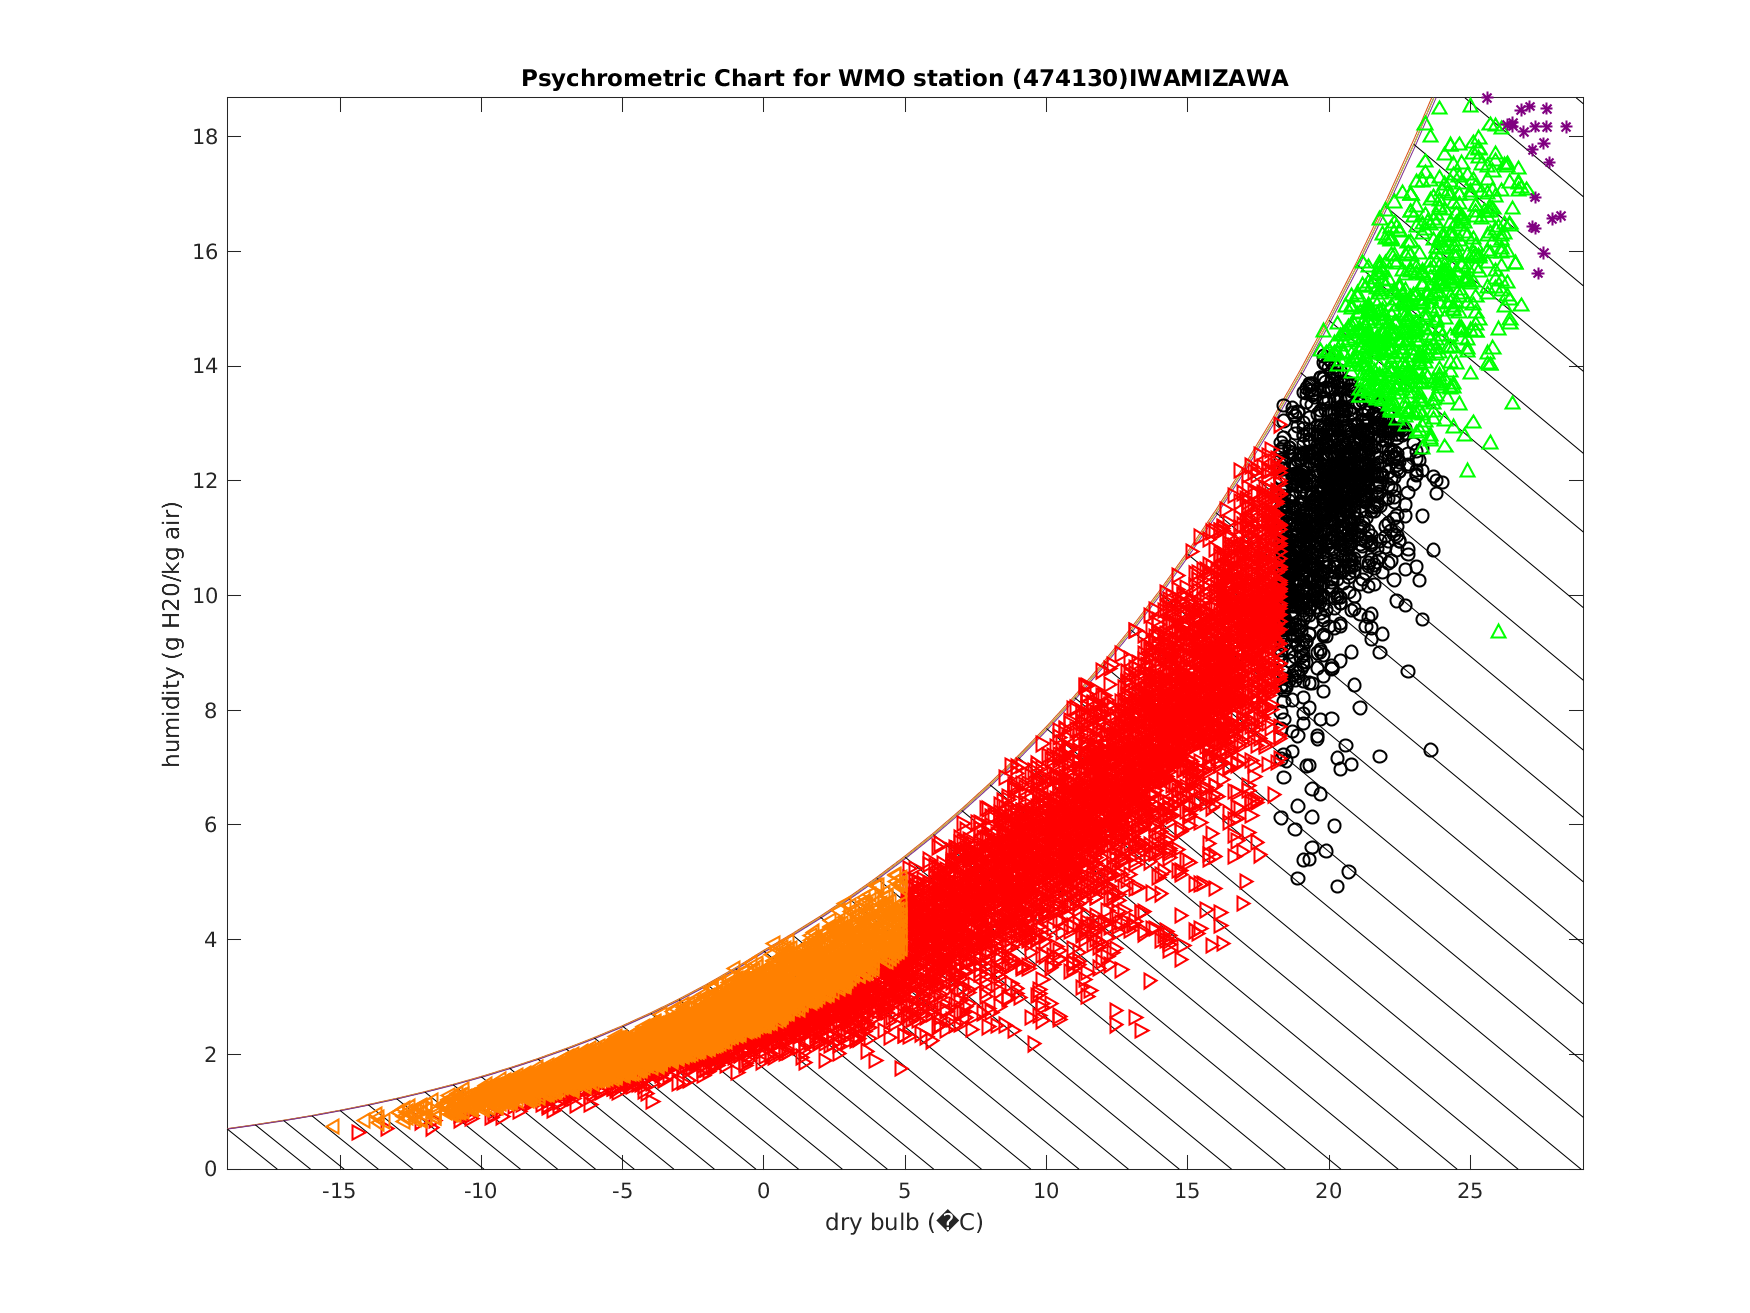 Psychrometric Chart for WMO station (474130)IWAMIZAWA
humidity (g H20/kg air)
18
16
14
12
10
8
6
4
2
0
-15 -10 -5 0 5 10 15 20 25
dry bulb (�C)